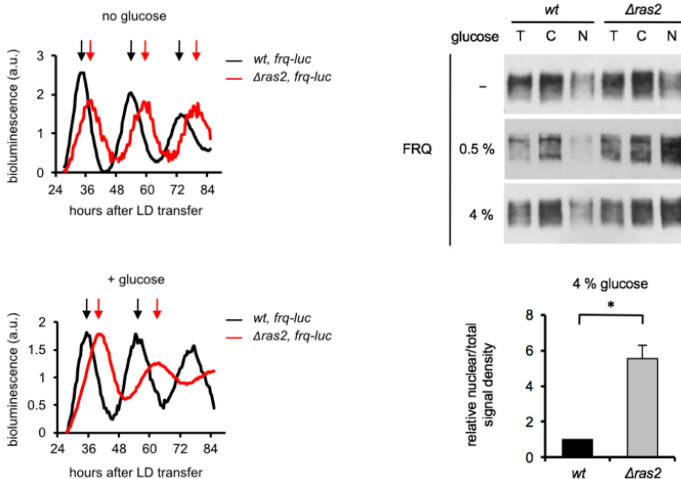 no glucose
bioluminescence (a.u.)
3
2
1
0
24 36 48 60 72 84
hours after LD transfer
wt, frq-luc
Δras2, frq-luc
wt Δras2
glucose T C N T C N
–
FRQ 0.5 %
4 %
+ glucose
bioluminescence (a.u.)
2
1.5
1
0.5
0
24 36 48 60 72 84
hours after LD transfer
wt, frq-luc
Δras2, frq-luc
4 % glucose
*
relative nuclear/total
signal density
8
6
4
2
0
wt Δras2